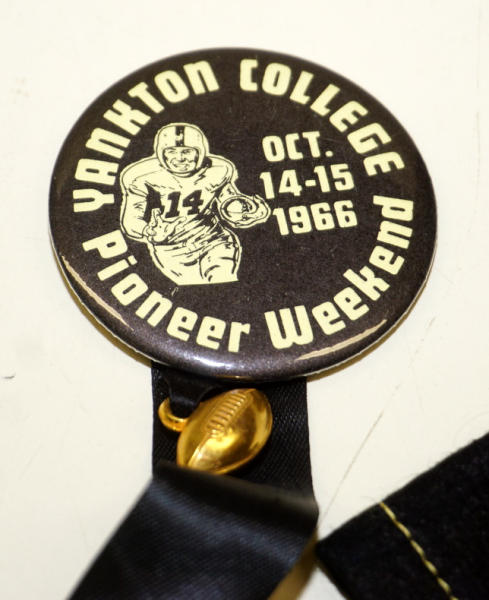 YANKTON COLLEGE
OCT.
14-15
1966
14
Pioneer Weekend